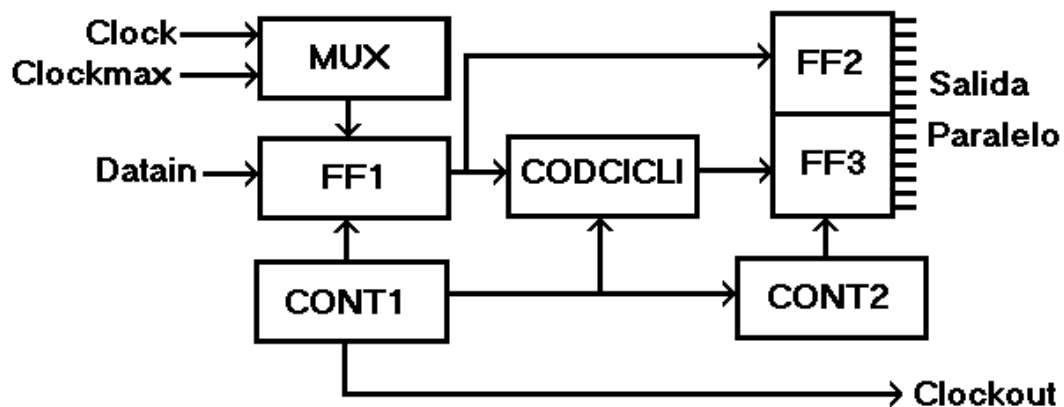 Clock
Clockmax
MUX
FF2
Salida
Paralelo
Datain
FF1
CODCICLI
FF3
CONT1
CONT2
Clockout